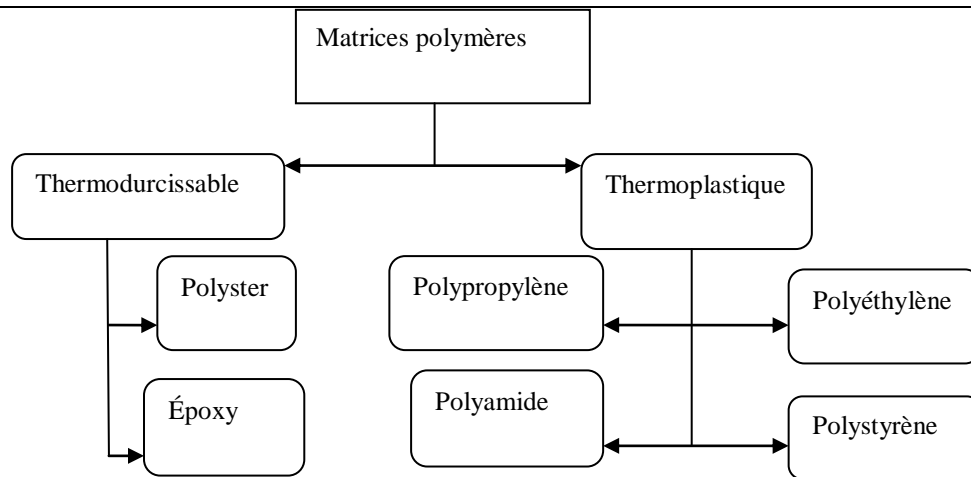 Matrices polymères
Thermodurcissable
Thermoplastique
Polyster
Polypropylène
Polyéthylène
Époxy
Polyamide
Polystyrène